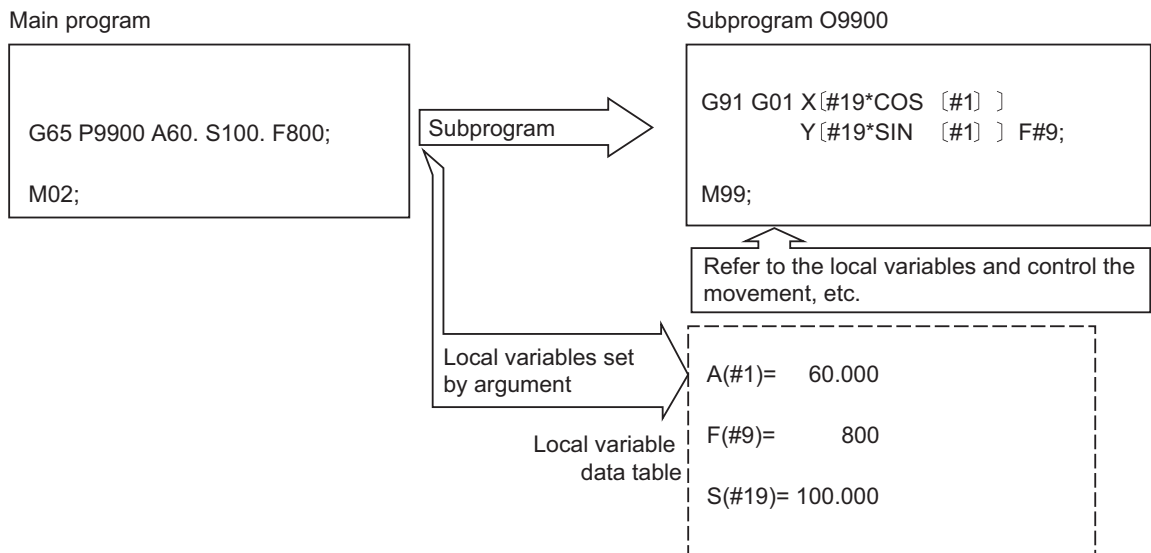 Main program
G65 P9900 A60. S100. F800;
M02;
Subprogram
Subprogram O9900
G91 G01 X〔#19*COS 〔#1〕 〕
Y〔#19*SIN 〔#1〕 〕 F#9;
M99;
Refer to the local variables and control the
movement, etc.
Local variables set
by argument
Local variable
data table
A(#1)= 60.000
F(#9)= 800
S(#19)= 100.000